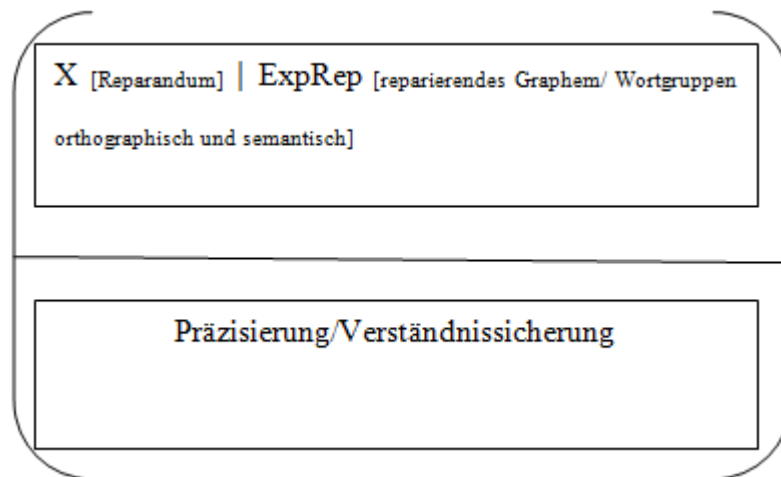 X [Reparandum] | ExpRep [reparierendes Graphem/ Wortgruppen
orthographisch und semantisch]
Präzisierung/Verständnissicherung